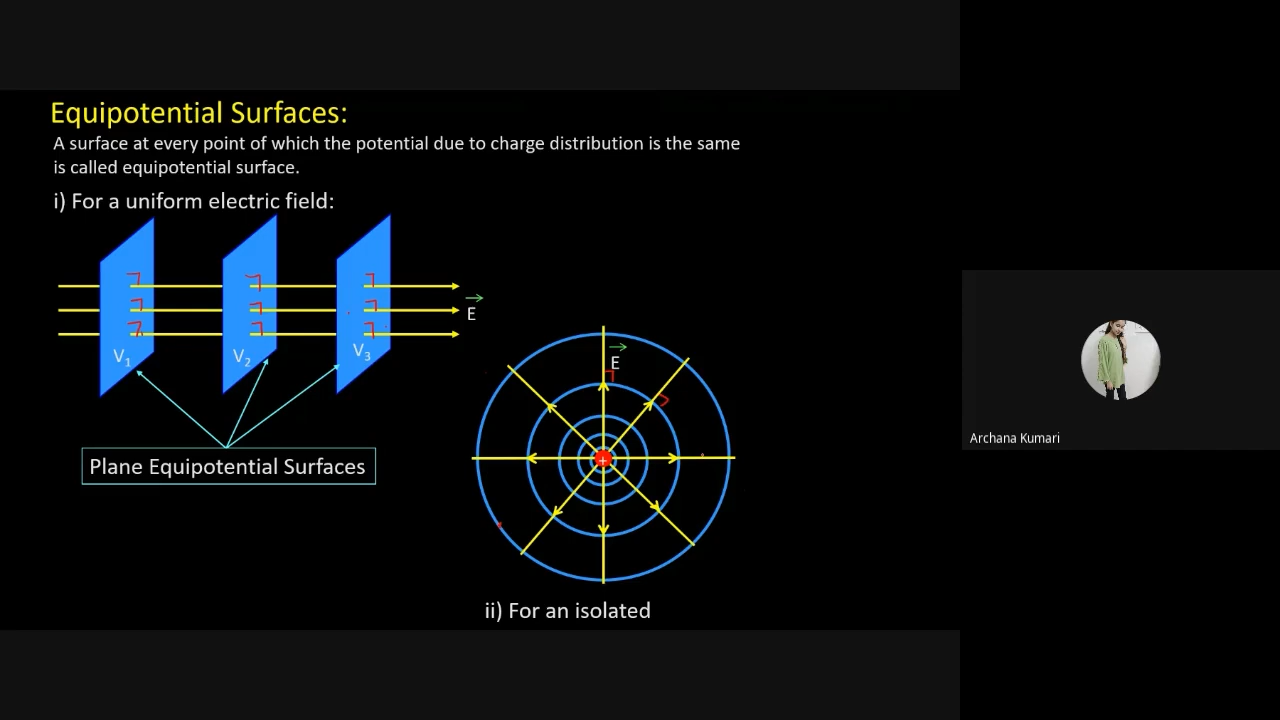 Equipotential Surfaces:
A surface at every point of which the potential due to charge distribution is the same
is called equipotential surface.
i) For a uniform electric field:
E
V1
V2
V3
E
Plane Equipotential Surfaces
+
ii) For an isolated
Archana Kumari